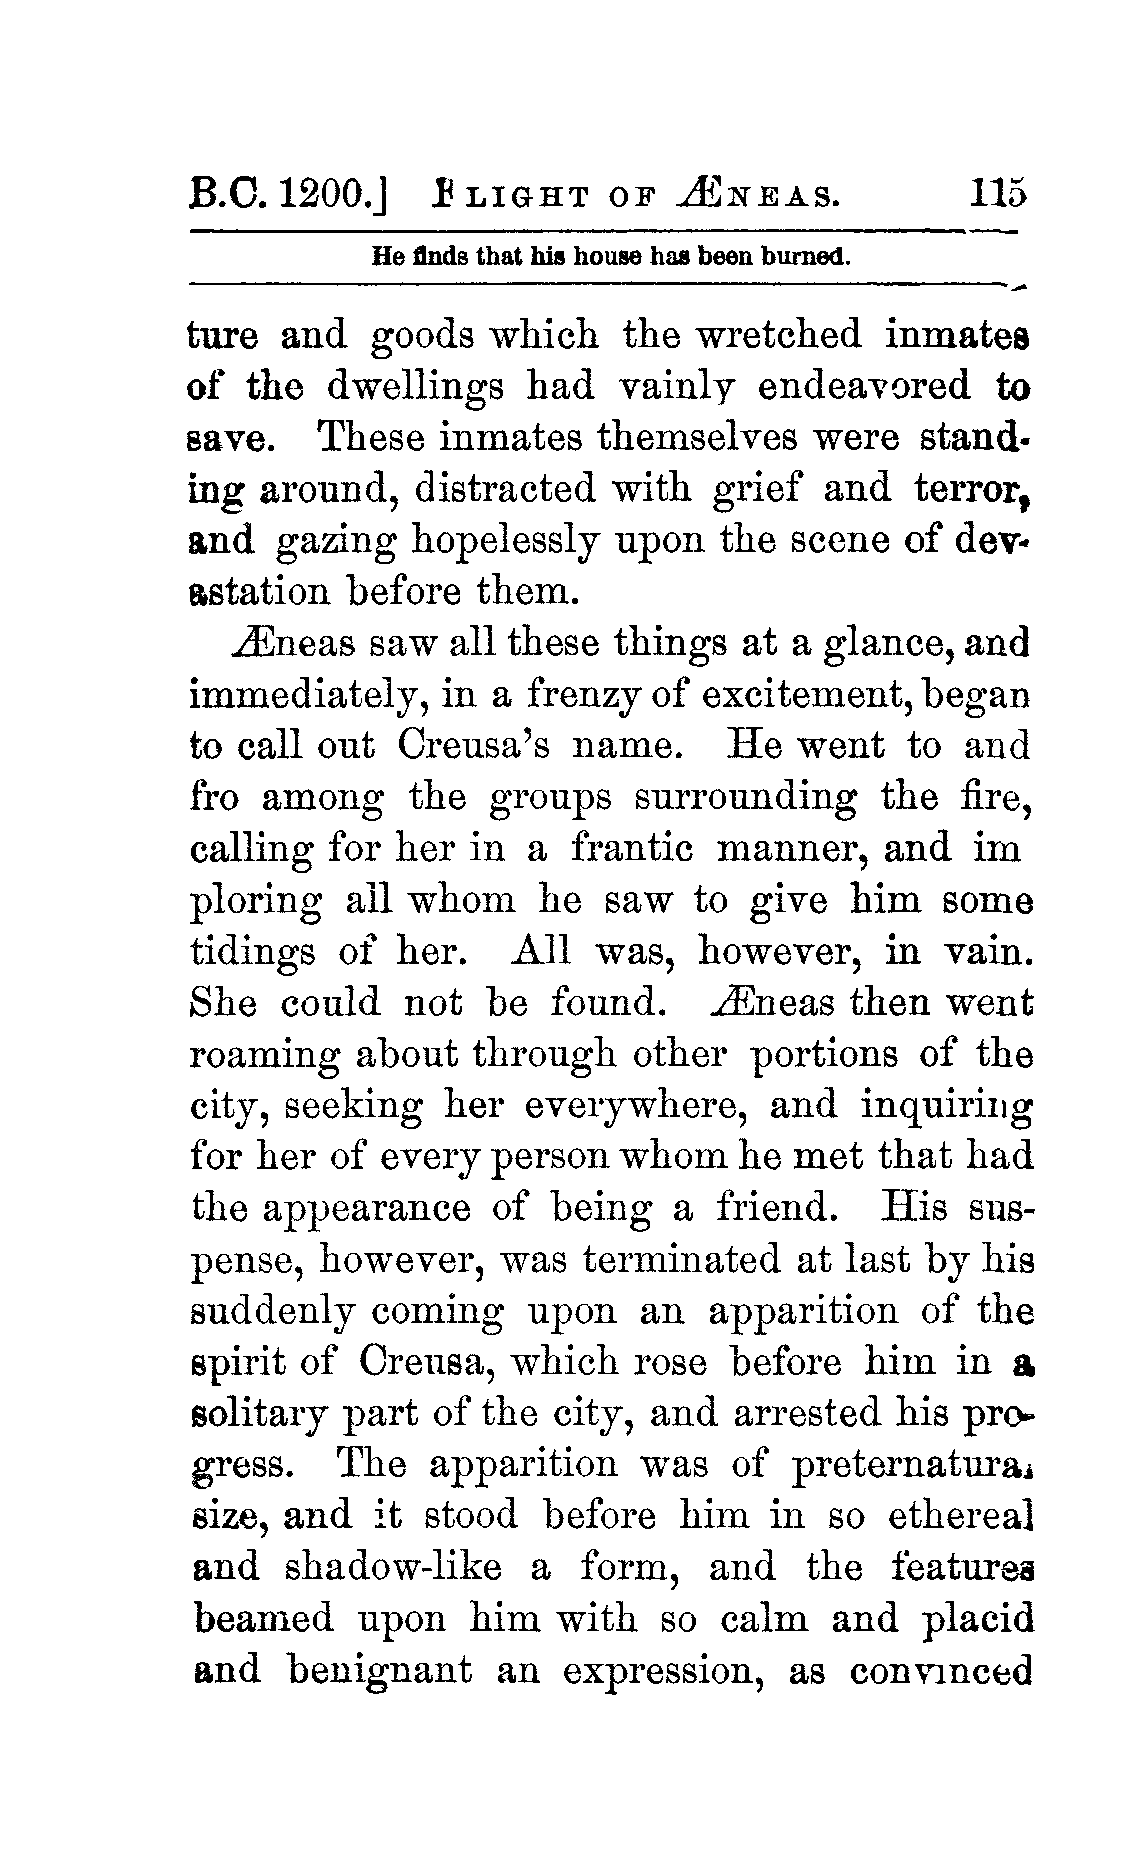 B.C. 1200.] FLIGHT OF ÆNEAS. 115
He finds that his house has been burned.
ture and goods which the wretched inmates
of the dwellings had vainly endeavored to
save. These inmates themselves were stand-
ing around, distracted with grief and terror,
and gazing hopelessly upon the scene of dev-
astation before them.
Æneas saw all these things at a glance, and
immediately, in a frenzy of excitement, began
to call out Creusa's name. He went to and
fro among the groups surrounding the fire,
calling for her in a frantic manner, and im
ploring all whom he saw to give him some
tidings of her. All was, however, in vain.
She could not be found. Æneas then went
roaming about through other portions of the
city, seeking her everywhere, and inquiring
for her of every person whom he met that had
the appearance of being a friend. His sus-
pense, however, was terminated at last by his
suddenly coming upon an apparition of the
spirit of Creusa, which rose before him in a
solitary part of the city, and arrested his pro-
gress. The apparition was of preternatural
size, and it stood before him in so ethereal
and shadow-like a form, and the features
beamed upon him with so calm and placid
and benignant an expression, as convinced